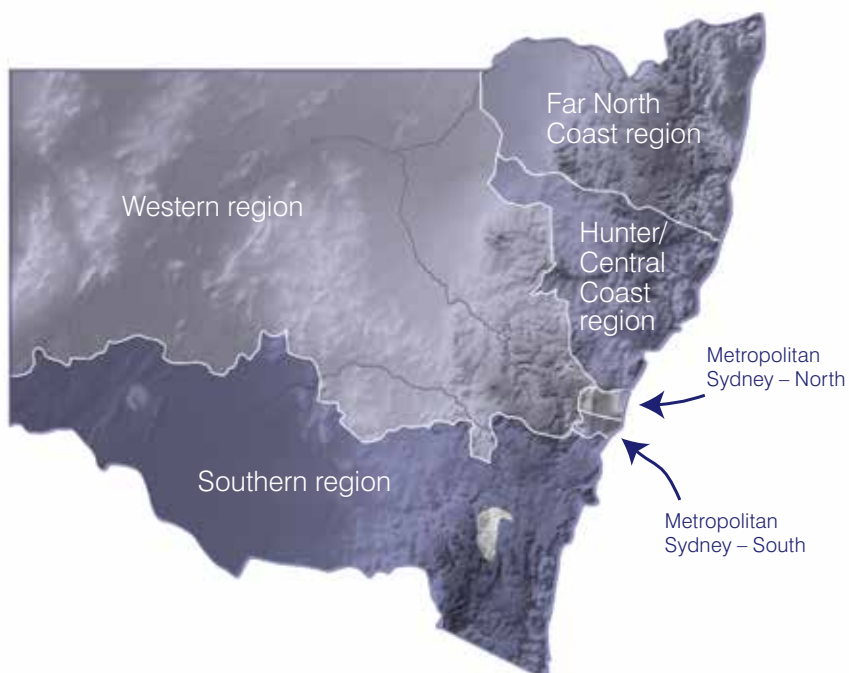 Far North
Coast region
Western region
Hunter/
Central
Coast
region
Metropolitan
Sydney – North
Southern region
Metropolitan
Sydney – South